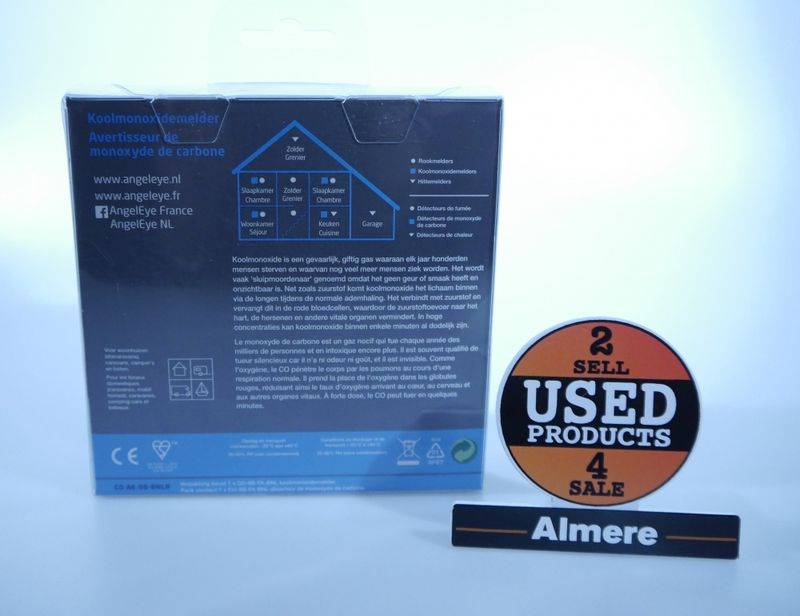 Koolmonoxidemelder
Avertisseur de
monoxyde de carbone
www.angeleye.nl
www.angeleye.fr
AngelEye France
AngelEye NL
Zolder
Grenier
Slaapkamer
Chambre
Zolder
Grenier
Slaapkamer
Chambre
Woonkamer
Séjour
Keuken
Cuisine
Garage
Rookmelders
Koolmonoxidemelders
Hittemelders
Détecteurs de fumée
Détecteurs de monoxyde
de carbone
Détecteurs de chaleur
Koolmonoxide is een gevaarlijk, giftig gas waaraan elk jaar honderden
mensen sterven en waarvan nog veel meer mensen ziek worden. Het wordt
vaak 'sluipmoordenaar' genoemd omdat het geen geur of smaak heeft en
onzichtbaar is. Net zoals zuurstof komt koolmonoxide het lichaam binnen
via de longen tijdens de normale ademhaling. Het verbindt met zuurstof en
vervangt dit in de rode bloedcellen, waardoor de zuurstoftoevoer naar het
hart, de hersenen en andere vitale organen vermindert. In hoge
concentraties kan koolmonoxide binnen enkele minuten al dodelijk zijn.
Le monoxyde de carbone est un gaz nocif qui tue chaque année des
milliers de personnes et en intoxique encore plus. Il est souvent qualifié de
tueur silencieux car il n'a ni odeur ni goût, et il est invisible. Comme
l'oxygène, le CO pénètre le corps par les poumons au cours d'une
respiration normale. Il prend la place de l'oxygène dans les globules
rouges, réduisant ainsi le taux d'oxygène arrivant au cœur, au cerveau et
aux autres organes vitaux. À forte dose, le CO peut tuer en quelques
minutes.
Voor woonhuizen
caravans, camper's
en boten.
Pour les locaux
domestiques
CE
2
SELL
USED
PRODUCTS
4
SALE
Almere